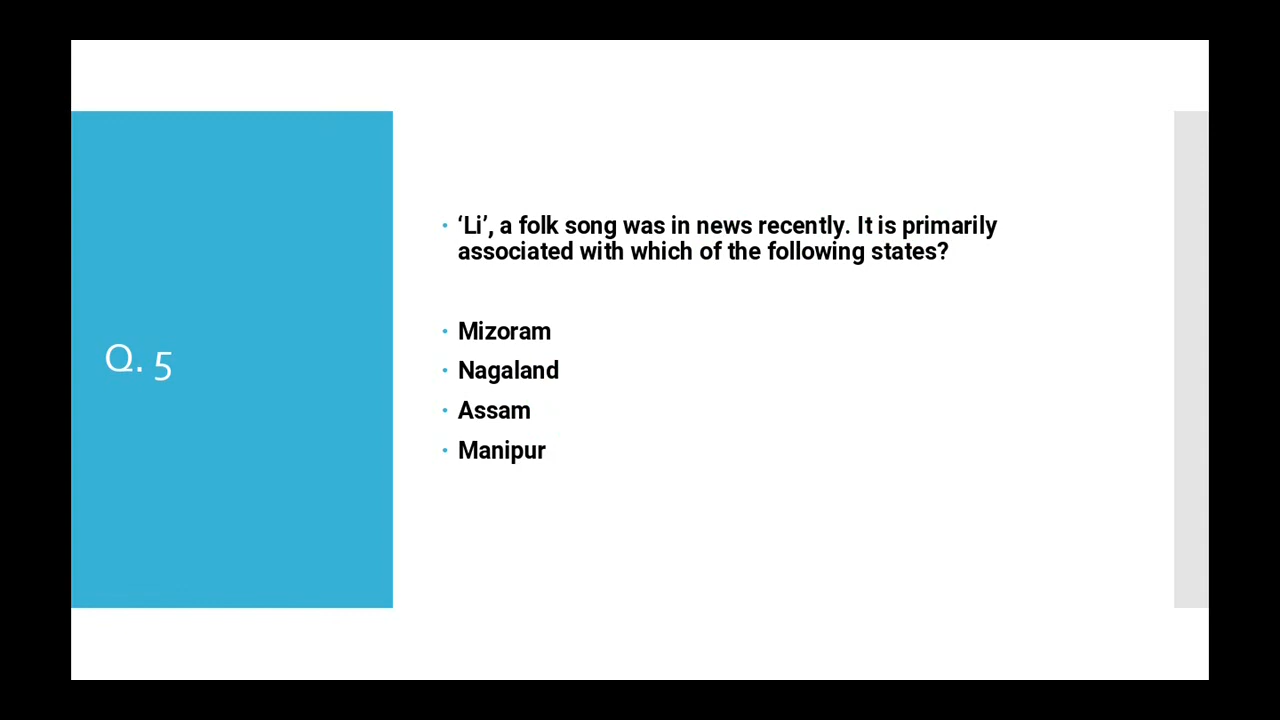 Q. 5
‘Li’, a folk song was in news recently. It is primarily
associated with which of the following states?
Mizoram
Nagaland
Assam
Manipur